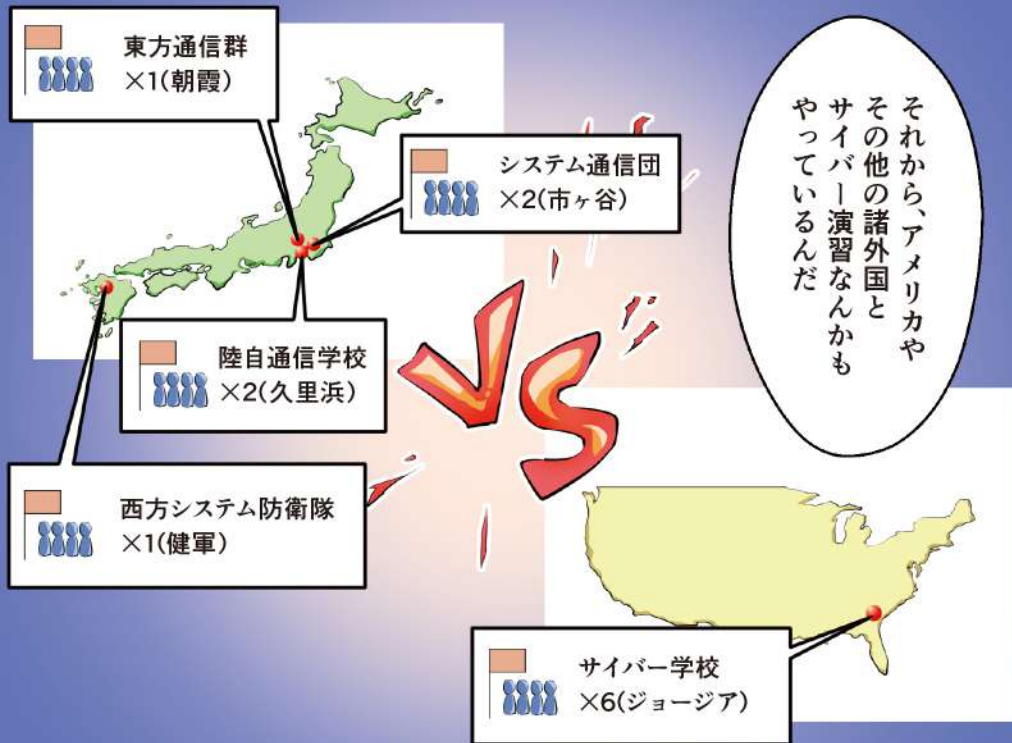 それから、アメリカや
その他の諸外国と
サイバー演習なんかも
やっているんだ
東方通信群
×1(朝霞)
システム通信団
×2(市ヶ谷)
陸自通信学校
×2(久里浜)
西方システム防衛隊
×1(健軍)
VS
サイバー学校
×6(ジョージア)